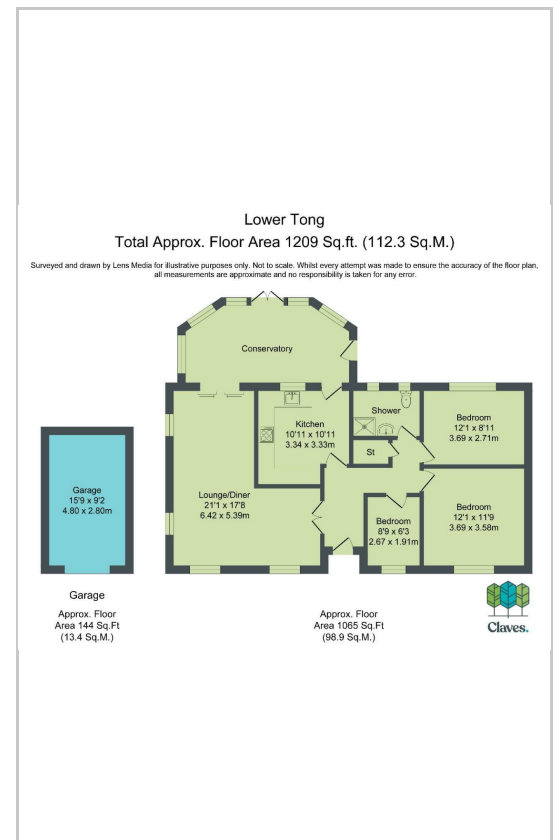 Lower Tong
Total Approx. Floor Area 1209 Sq.ft. (112.3 Sq.M.)
Surveyed and drawn by Lens Media for illustrative purposes only. Not to scale. Whilst every attempt was made to ensure the accuracy of the floor plan,
all measurements are approximate and no responsibility is taken for any error.
Conservatory
Kitchen
10'11 x 10'11
3.34 x 3.33m
Shower
St
Bedroom
12'1 x 8'11
3.69 x 2.71m
Garage
15'9 x 9'2
4.80 x 2.80m
Lounge/Diner
21'1 x 17'8
6.42 x 5.39m
Bedroom
8'9 x 6'3
2.67 x 1.91m
Bedroom
12'1 x 11'9
3.69 x 3.58m
Garage
Approx. Floor
Area 144 Sq.Ft
(13.4 Sq.M.)
Approx. Floor
Area 1065 Sq.Ft
(98.9 Sq.M.)
Claves.